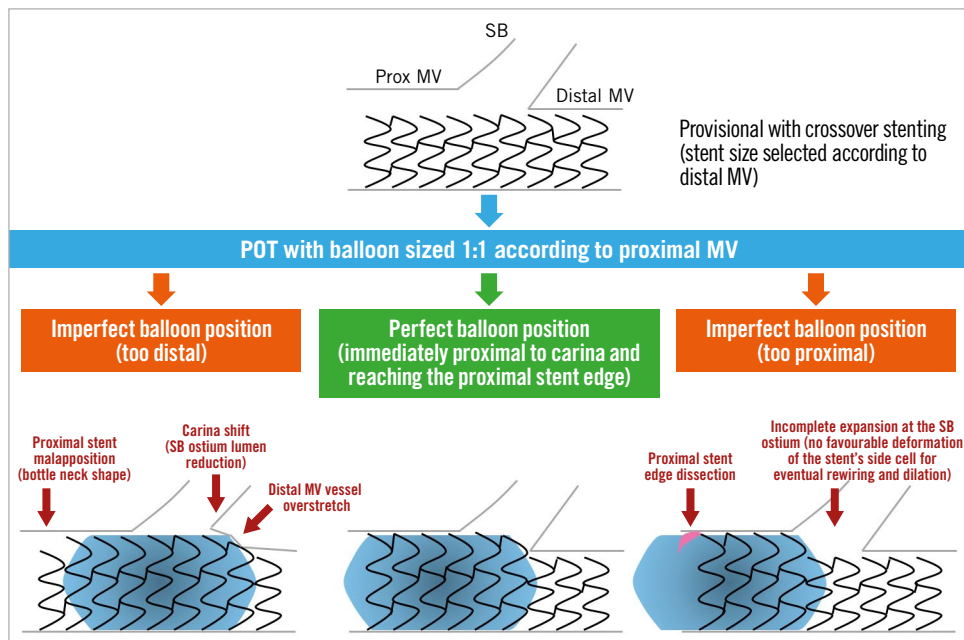 SB
Prox MV
Distal MV
Provisional with crossover stenting
(stent size selected according to
distal MV)
POT with balloon sized 1:1 according to proximal MV
Imperfect balloon position
(too distal)
Perfect balloon position
(immediately proximal to carina and
reaching the proximal stent edge)
Imperfect balloon position
(too proximal)
Proximal stent
malapposition
(bottle neck shape)
Carina shift
(SB ostium lumen
reduction)
Distal MV vessel
overstretch
Proximal stent
edge dissection
Incomplete expansion at the SB
ostium (no favourable deformation
of the stent's side cell for
eventual rewiring and dilation)